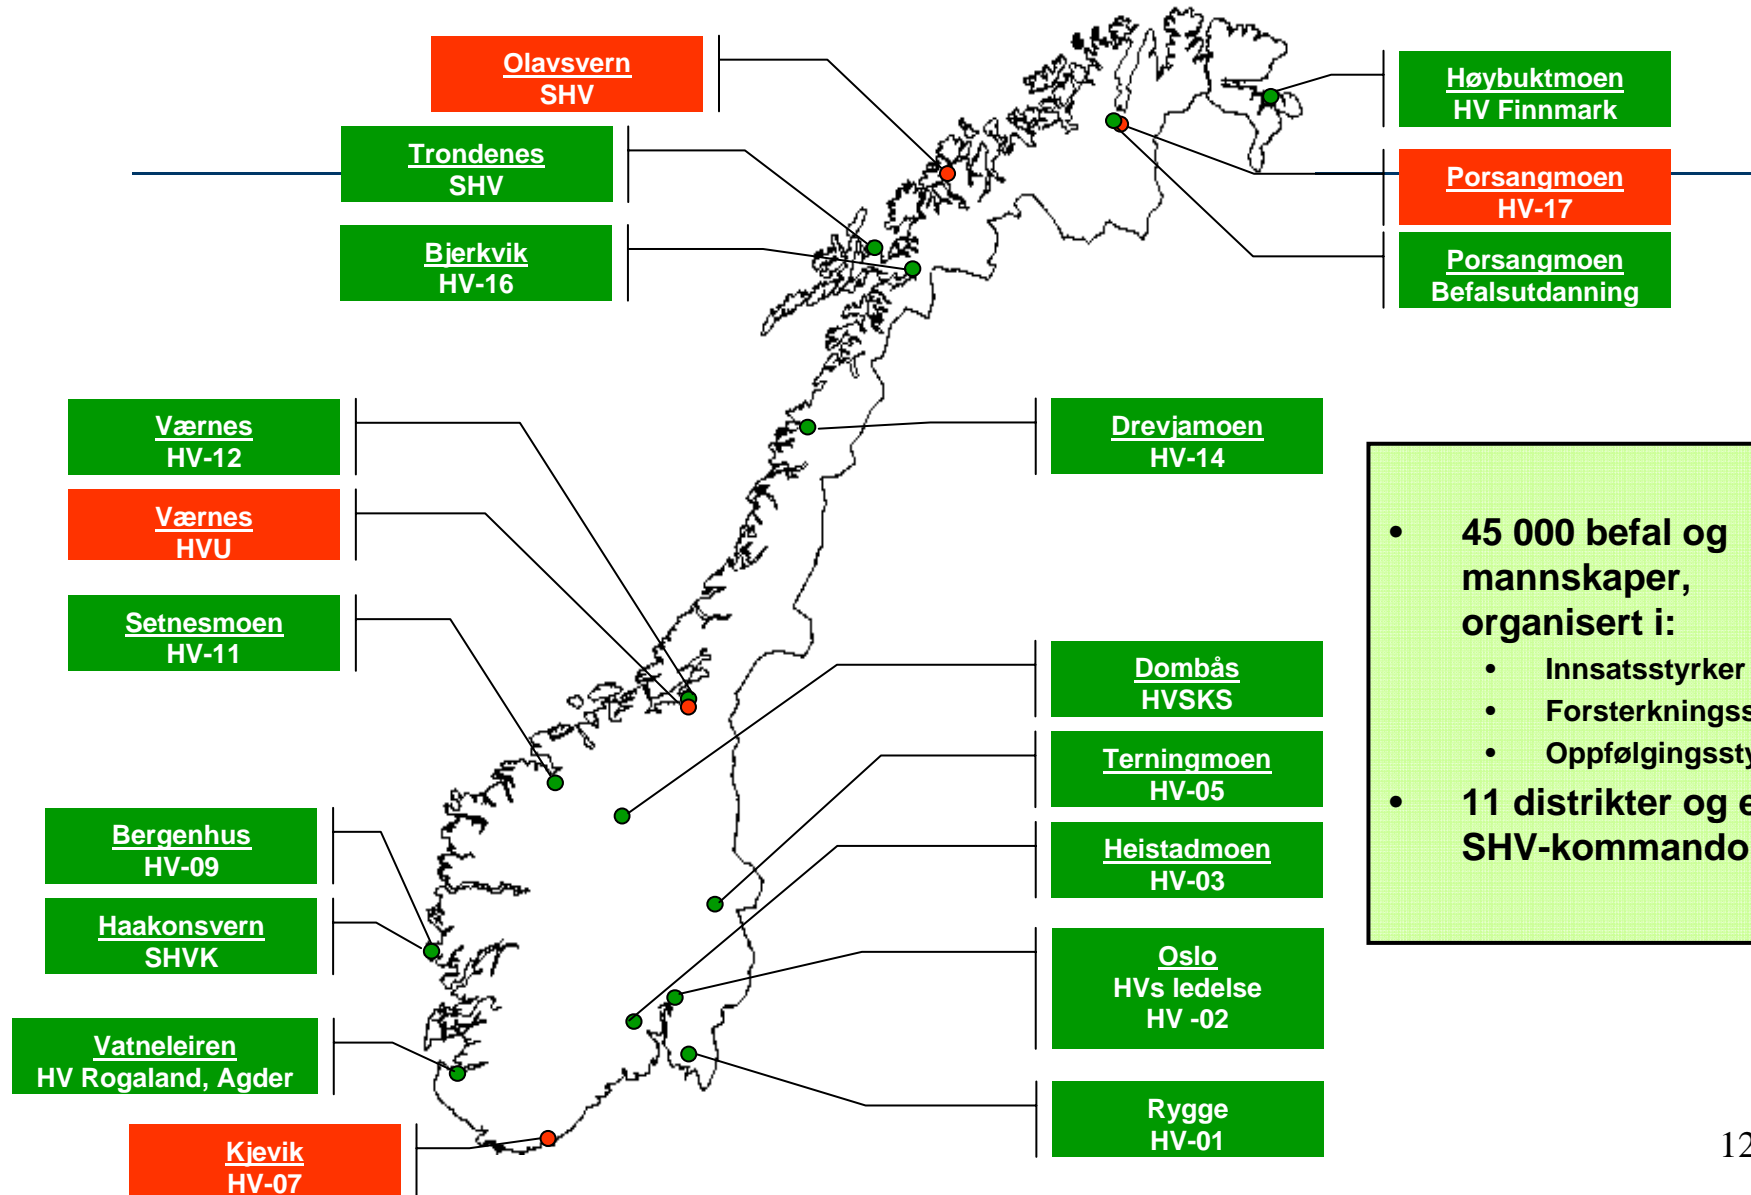 Olavsvern
SHV
Trondenes
SHV
Bjerkvik
HV-16
Høybuktmoen
HV Finnmark
Porsangmoen
HV-17
Porsangmoen
Befalsutdanning
Værnes
HV-12
Værnes
HVU
Setnesmoen
HV-11
Bergenhus
HV-09
Haakonsvern
SHVK
Vatneleiren
HV Rogaland, Agder
Kjevik
HV-07
Drevjamoen
HV-14
Dombås
HVSKS
Terningmoen
HV-05
Heistadmoen
HV-03
Oslo
HVs ledelse
HV -02
Rygge
HV-01
• 45 000 befal og
mannskaper,
organisert i:
• Innsatsstyrker
• Forsterkningss
• Oppfølgingssty
• 11 distrikter og e
SHV-kommando
12